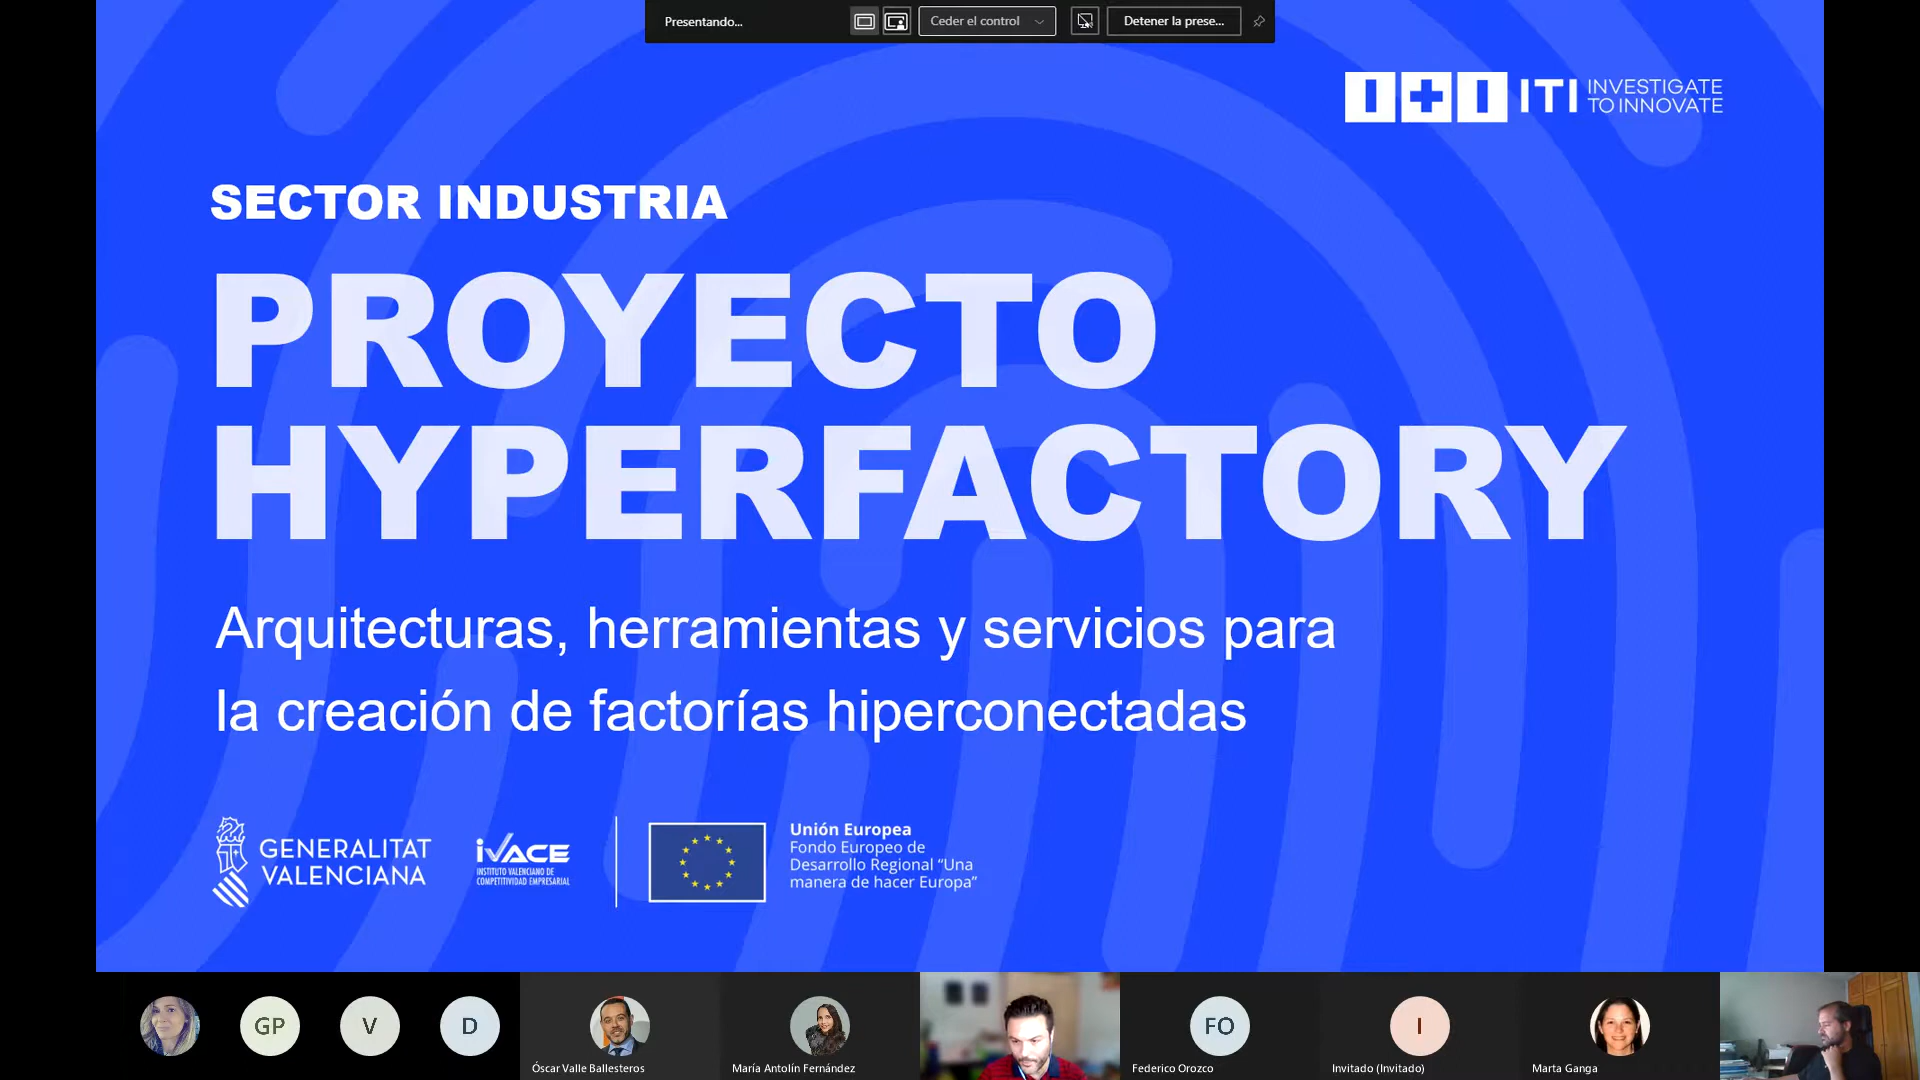 Presentando...
Ceder el control
Detener la prese...
ITI INVESTIGATE
TO INNOVATE
SECTOR INDUSTRIA
PROYECTO
HYPERFACTORY
Arquitecturas, herramientas y servicios para
la creación de factorías hiperconectadas
GENERALITAT
VALENCIANA
iVACE
INSTITUTO VALENCIANO DE
COMPETITIVIDAD EMPRESARIAL
Unión Europea
Fondo Europeo de
Desarrollo Regional “Una
manera de hacer Europa”
GP
V
D
Óscar Valle Ballesteros
María Antolín Fernández
FO
Federico Orozco
I
Invitado (Invitado)
Marta Ganga